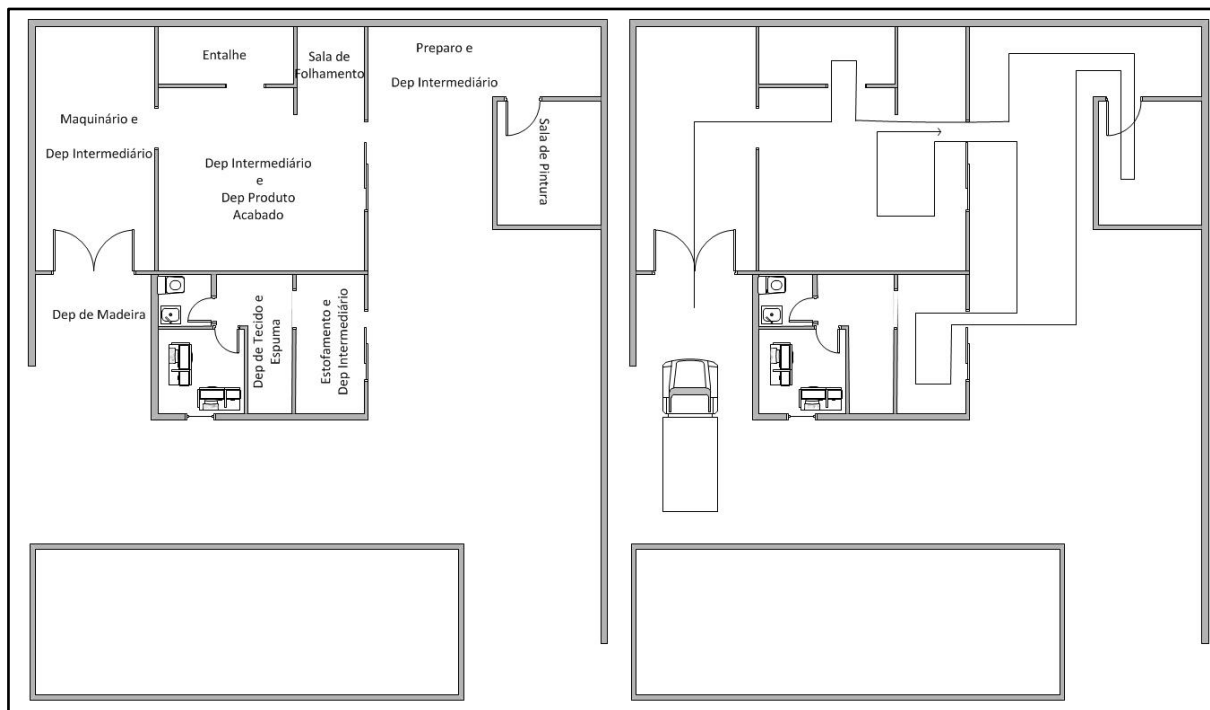 Entalhe
Sala de
Folhamento
Preparo e
Dep Intermediário
Maquinário e
Dep Intermediário
Dep Intermediário
e
Dep Produto
Acabado
Sala de Pintura
Dep de Madeira
Dep de Tecido e
Espuma
Estofamento e
Dep Intermediário